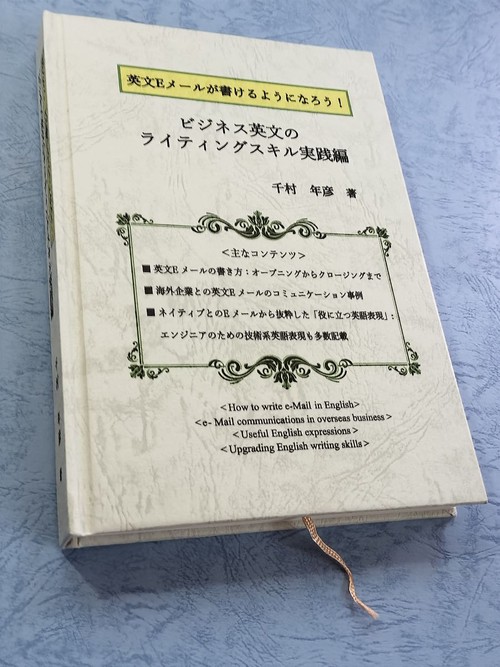 英文Eメールが書けるようになろう！
ビジネス英文の
ライティングスキル実践編
千村　年彦　著
＜主なコンテンツ＞
■ 英文E メールの書き方：オープニングからクロージングまで
■ 海外企業との英文E メールのコミュニケーション事例
■ ネイティブとのE メールから抜粋した「役に立つ英語表現」：
エンジニアのための技術系英語表現も多数記載
＜How to write e-Mail in English＞
＜e- Mail communications in overseas business＞
＜Useful English expressions＞
＜Upgrading English writing skills＞